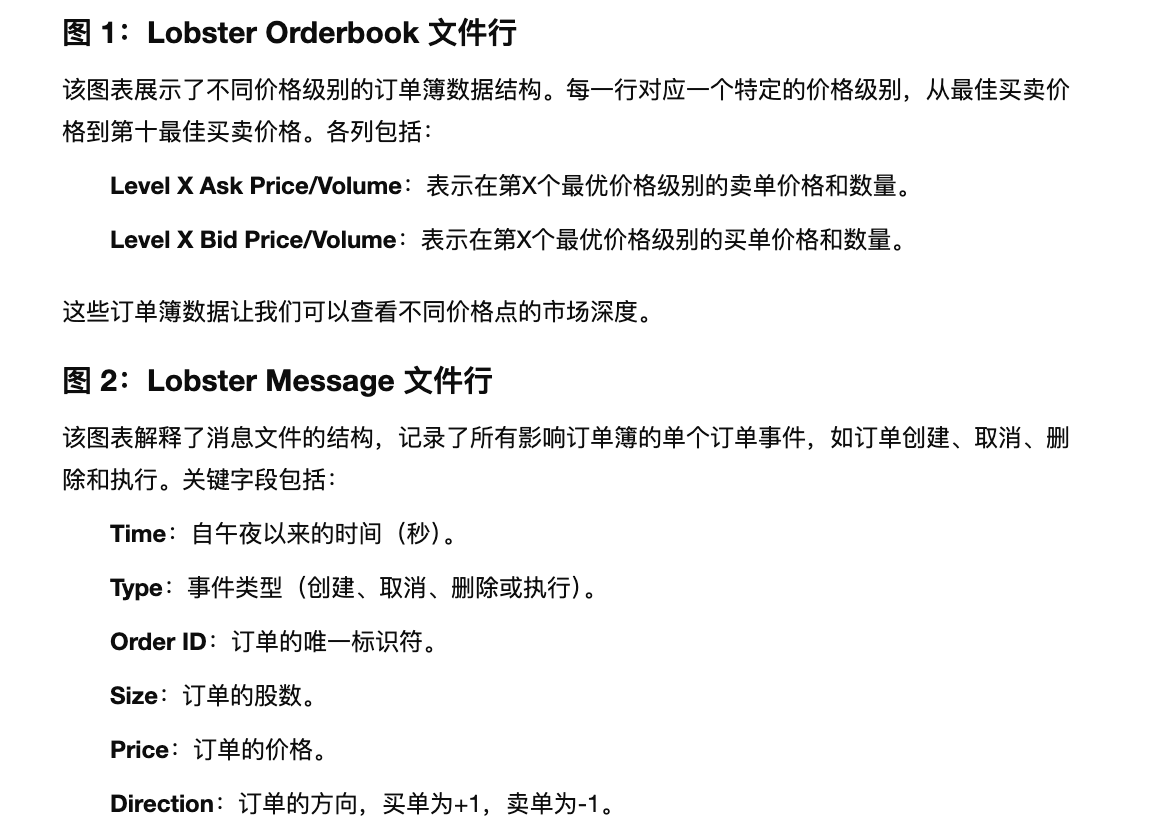 图 1：Lobster Orderbook 文件行
该图表展示了不同价格级别的订单簿数据结构。每一行对应一个特定的价格级别，从最佳买卖价
格到第十最佳买卖价格。各列包括：
Level X Ask Price/Volume：表示在第X个最优价格级别的卖单价格和数量。
Level X Bid Price/Volume：表示在第X个最优价格级别的买单价格和数量。
这些订单簿数据让我们可以查看不同价格点的市场深度。
图 2：Lobster Message 文件行
该图表解释了消息文件的结构，记录了所有影响订单簿的单个订单事件，如订单创建、取消、删
除和执行。关键字段包括：
Time：自午夜以来的时间（秒）。
Type：事件类型（创建、取消、删除或执行）。
Order ID：订单的唯一标识符。
Size：订单的股数。
Price：订单的价格。
Direction：订单的方向，买单为+1，卖单为-1。